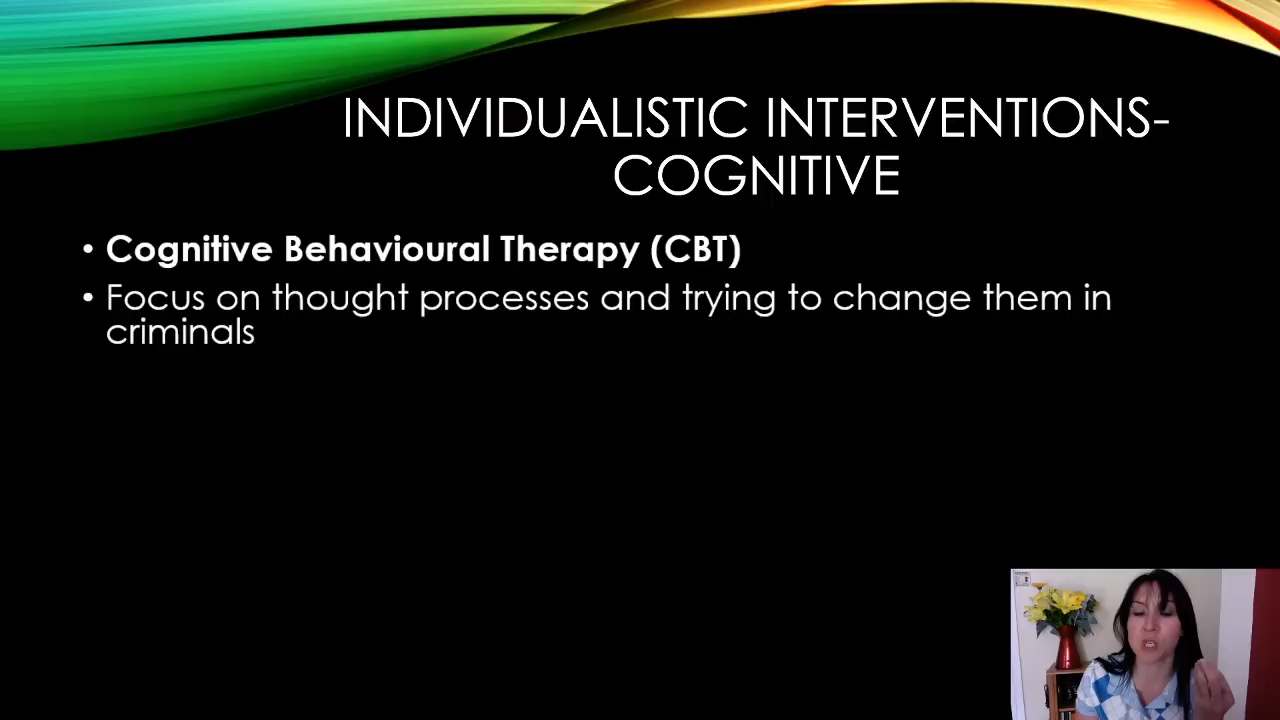 INDIVIDUALISTIC INTERVENTIONS-
COGNITIVE
• Cognitive Behavioural Therapy (CBT)
• Focus on thought processes and trying to change them in
criminals